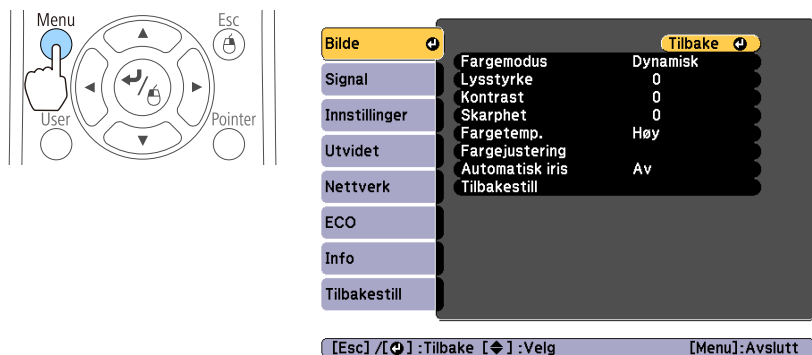 Menu
Esc
User
Pointer
Bilde
Signal
Innstillinger
Utvidet
Nettverk
ECO
Info
Tilbakestill
Tilbake
Fargemodus Dynamisk
Lysstyrke 0
Kontrast 0
Skarphet 0
Fargetemp. Høy
Fargejustering
Automatisk iris Av
Tilbakestill
[Esc] /[↵] :Tilbake [◆] :Velg [Menu]:Avslutt